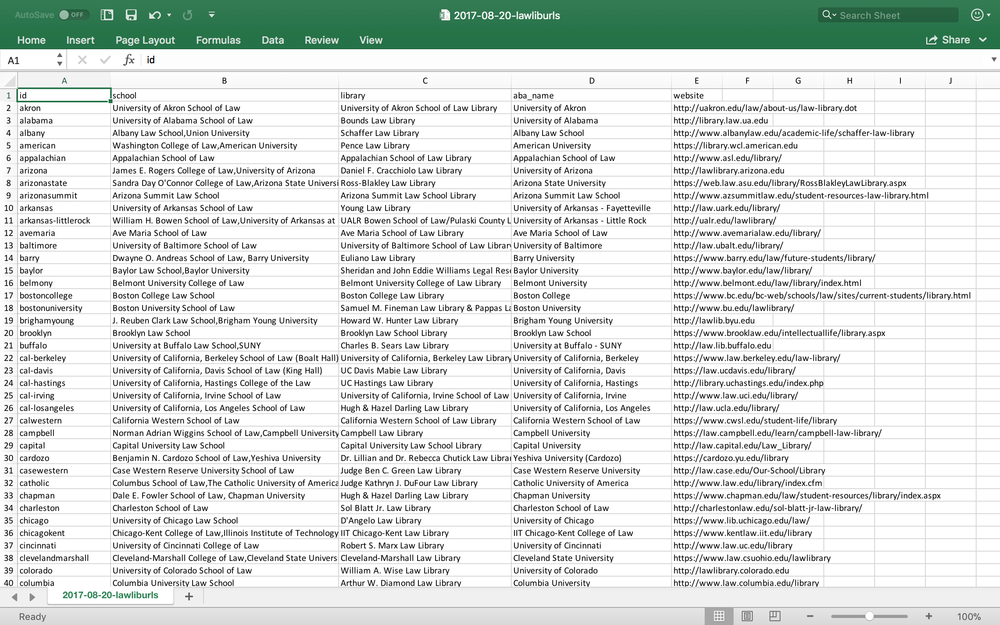 AutoSave OFF 2017-08-20-lawliburls Search Sheet
Home Insert Page Layout Formulas Data Review View Share
A1 fx id
A B C D E F G H I J
1 id school library aba_name website
2 akron University of Akron School of Law University of Akron School of Law Library University of Akron http://uakron.edu/law/about-us/law-library.dot
3 alabama University of Alabama School of Law Bounds Law Library University of Alabama http://library.law.ua.edu
4 albany Albany Law School,Union University Schaffer Law Library Albany Law School http://www.albanylaw.edu/academic-life/schaffer-law-library
5 american Washington College of Law,American University Pence Law Library American University https://library.wcl.american.edu
6 appalachian Appalachian School of Law Appalachian School of Law Library Appalachian School of Law http://www.asl.edu/library/
7 arizona James E. Rogers College of Law,University of Arizona Daniel F. Cracchiolo Law Library University of Arizona http://lawlibrary.arizona.edu
8 arizonastate Sandra Day O'Connor College of Law,Arizona State Universi Ross-Blakley Law Library Arizona State University https://web.law.asu.edu/library/RossBlakleyLawLibrary.aspx
9 arizonasummit Arizona Summit Law School Arizona Summit Law School Library Arizona Summit Law School http://www.azsummitlaw.edu/student-resources-law-library.html
10 arkansas University of Arkansas School of Law Young Law Library University of Arkansas - Fayetteville http://law.uark.edu/library/
11 arkansas-littlerock William H. Bowen School of Law,University of Arkansas at UALR Bowen School of Law/Pulaski County L University of Arkansas - Little Rock http://ualr.edu/lawlibrary/
12 avemaria Ave Maria School of Law Ave Maria School of Law Library Ave Maria School of Law http://www.avemarialaw.edu/library/
13 baltimore University of Baltimore School of Law University of Baltimore School of Law Library University of Baltimore http://law.ubalt.edu/library/
14 barry Dwayne O. Andreas School of Law, Barry University Euliano Law Library Barry University https://www.barry.edu/law/future-students/library/
15 baylor Baylor Law School,Baylor University Sheridan and John Eddie Williams Legal Rese Baylor University http://www.baylor.edu/law/library/
16 belmony Belmont University College of Law Belmont University College of Law Library Belmont University http://www.belmont.edu/law/library/index.html
17 bostoncollege Boston College Law School Boston College Law Library Boston College https://www.bc.edu/bc-web/schools/law/sites/current-students/library.html
18 bostonuniversity Boston University School of Law Samuel M. Fineman Law Library & Pappas La Boston University http://www.bu.edu/lawlibrary/
19 brighamyoung J. Reuben Clark Law School,Brigham Young University Howard W. Hunter Law Library Brigham Young University http://lawlib.byu.edu
20 brooklyn Brooklyn Law School Brooklyn Law School Library Brooklyn Law School https://www.brooklaw.edu/intellectuallife/library.aspx
21 buffalo University at Buffalo Law School,SUNY Charles B. Sears Law Library University at Buffalo - SUNY http://law.lib.buffalo.edu
22 cal-berkeley University of California, Berkeley School of Law (Boalt Hall) University of California, Berkeley Law Library University of California, Berkeley https://www.law.berkeley.edu/law-library/
23 cal-davis University of California, Davis School of Law (King Hall) UC Davis Mabie Law Library University of California, Davis https://law.ucdavis.edu/library/
24 cal-hastings University of California, Hastings College of the Law UC Hastings Law Library University of California, Hastings http://library.uchastings.edu/index.php
25 cal-irving University of California, Irvine School of Law University of California, Irvine School of Law University of California, Irvine http://www.law.uci.edu/library/
26 cal-losangeles University of California, Los Angeles School of Law Hugh & Hazel Darling Law Library University of California, Los Angeles http://law.ucla.edu/library/
27 calwestern California Western School of Law California Western School of Law Library California Western School of Law https://www.cwsl.edu/student-life/library
28 campbell Norman Adrian Wiggins School of Law,Campbell University Campbell Law Library Campbell University https://law.campbell.edu/learn/campbell-law-library/
29 capital Capital University Law School Capital University Law School Library Capital University http://law.capital.edu/Law_Library/
30 cardozo Benjamin N. Cardozo School of Law,Yeshiva University Dr. Lillian and Dr. Rebecca Chutick Law Librar Yeshiva University (Cardozo) https://cardozo.yu.edu/library
31 casewestern Case Western Reserve University School of Law Judge Ben C. Green Law Library Case Western Reserve University http://law.case.edu/Our-School/Library
32 catholic Columbus School of Law,The Catholic University of America Judge Kathryn J. DuFour Law Library Catholic University of America http://www.law.edu/library/index.cfm
33 chapman Dale E. Fowler School of Law, Chapman University Hugh & Hazel Darling Law Library Chapman University https://www.chapman.edu/law/student-resources/library/index.aspx
34 charleston Charleston School of Law Sol Blatt Jr. Law Library Charleston School of Law http://charlestonlaw.edu/sol-blatt-jr-law-library/
35 chicago University of Chicago Law School D'Angelo Law Library University of Chicago https://www.lib.uchicago.edu/law/
36 chicagokent Chicago-Kent College of Law,Illinois Institute of Technology IIT Chicago-Kent Law Library IIT Chicago-Kent College of Law https://www.kentlaw.iit.edu/library
37 cincinnati University of Cincinnati College of Law Robert S. Marx Law Library University of Cincinnati http://www.law.uc.edu/library
38 clevelandmarshall Cleveland-Marshall College of Law,Cleveland State Univers Cleveland-Marshall Law Library Cleveland State University https://www.law.csuohio.edu/lawlibrary
39 colorado University of Colorado School of Law William A. Wise Law Library University of Colorado http://lawlibrary.colorado.edu
40 columbia Columbia University Law School Arthur W. Diamond Law Library Columbia University http://www.law.columbia.edu/library
2017-08-20-lawliburls +
Ready 100%